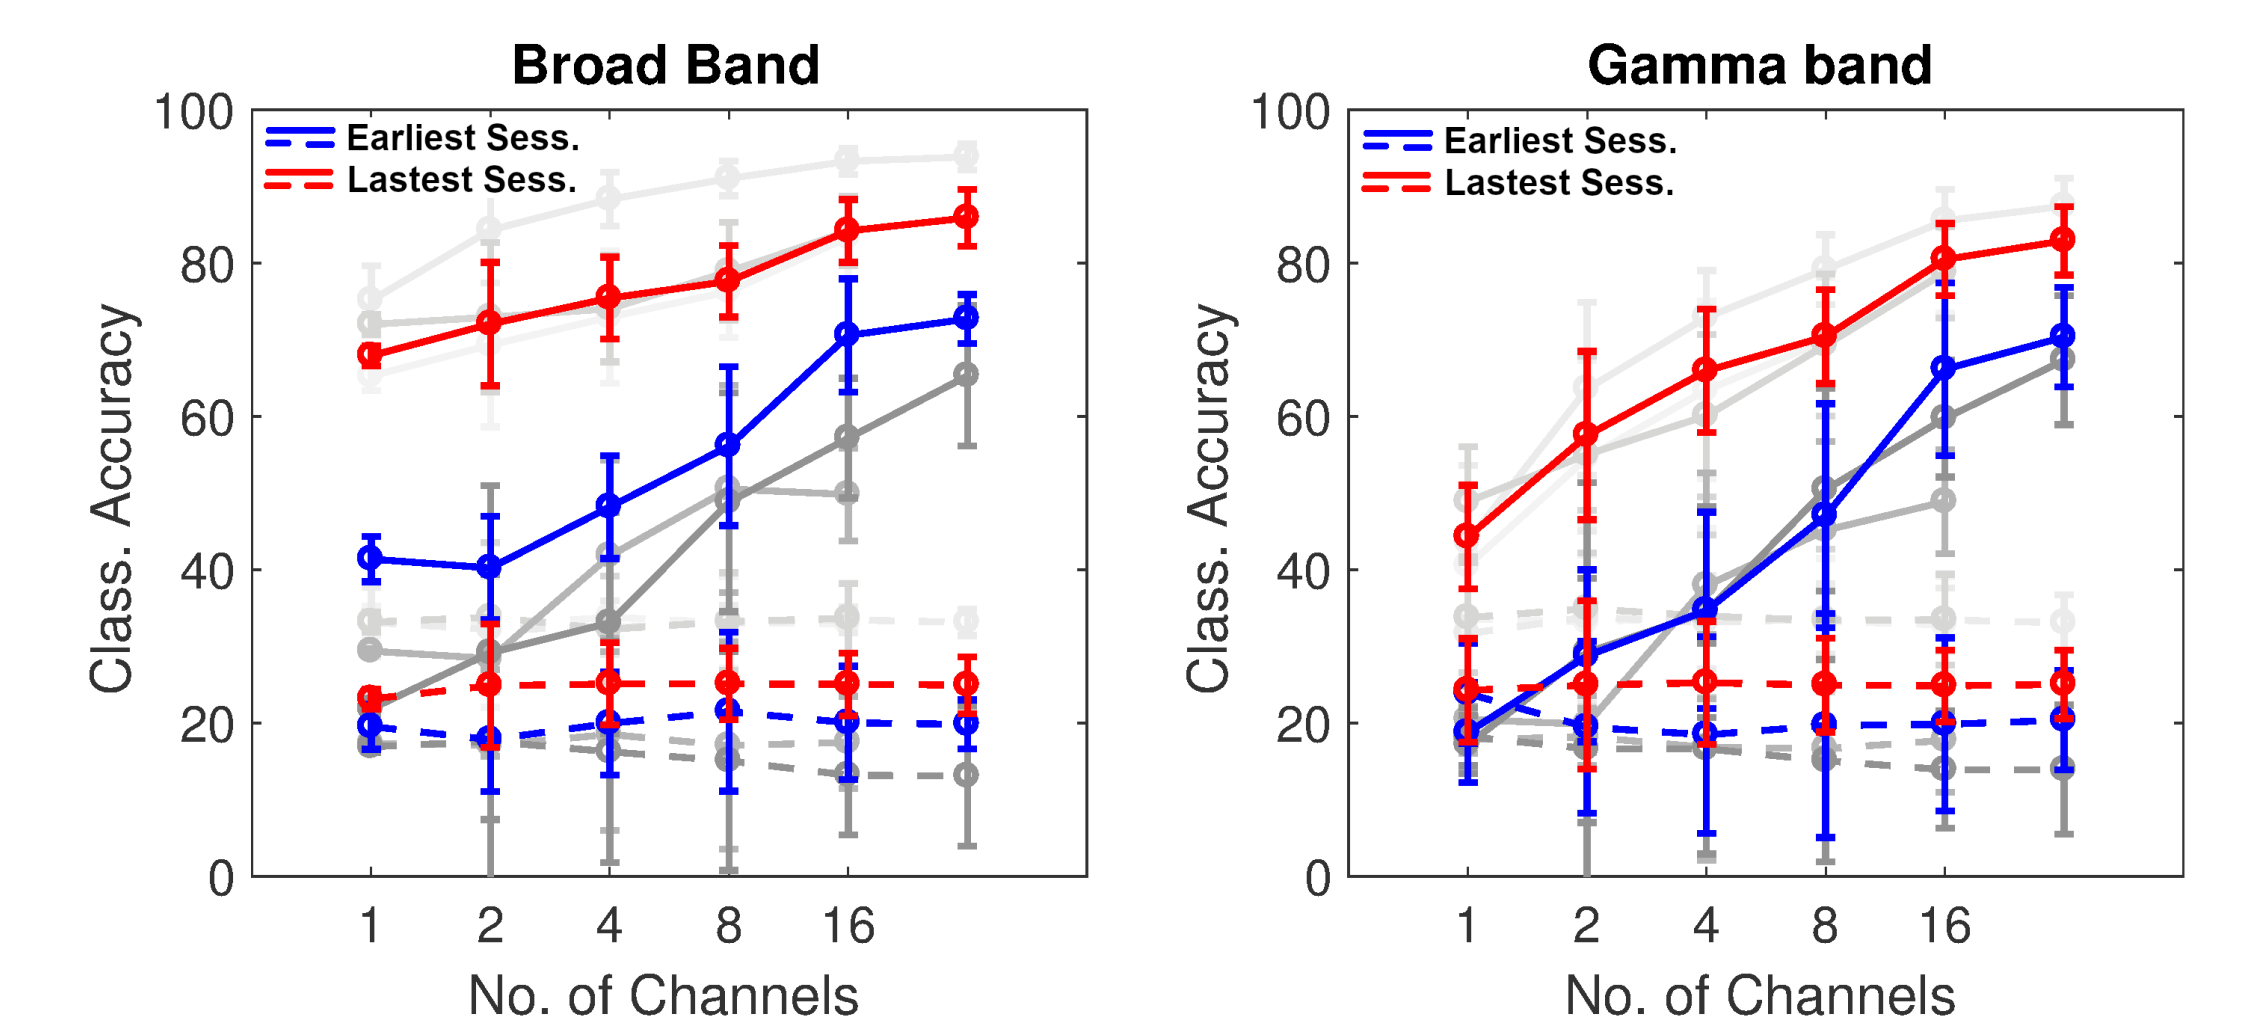 Broad Band
100
80
60
40
20
0
Class. Accuracy
Earliest Sess.
Lastest Sess.
1 2 4 8 16
No. of Channels
Gamma band
100
80
60
40
20
0
Class. Accuracy
Earliest Sess.
Lastest Sess.
1 2 4 8 16
No. of Channels